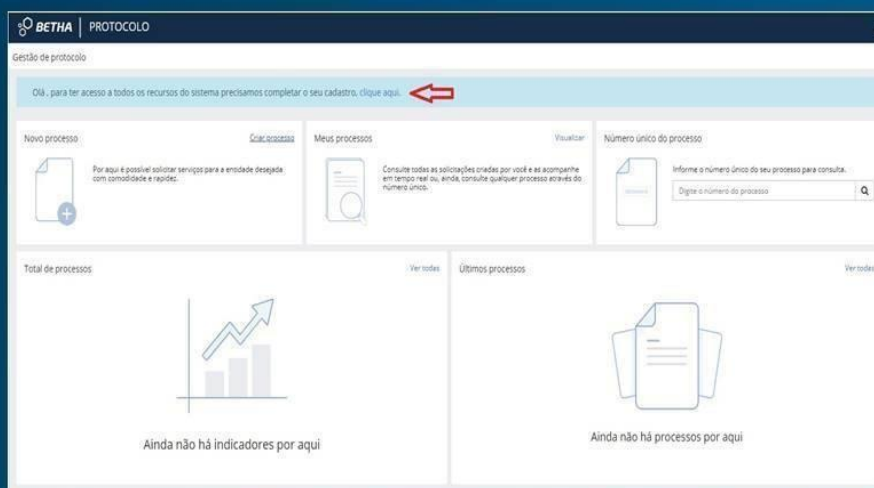 BETHA | PROTOCOLO
Gestão de protocolo
Olá , para ter acesso a todos os recursos do sistema precisamos completar o seu cadastro, clique aqui.
Novo processo
Criar processo
Por aqui é possível solicitar serviços para a entidade desejada
com comodidade e rapidez.
Meus processos
Visualizar
Consulte todas as solicitações criadas por você e as acompanhe
em tempo real ou, ainda, consulte qualquer processo através do
número único.
Número único do processo
Informe o número único do seu processo para consulta.
Digite o número do processo
Total de processos
Ver todas
Últimos processos
Ver todas
Ainda não há indicadores por aqui
Ainda não há processos por aqui